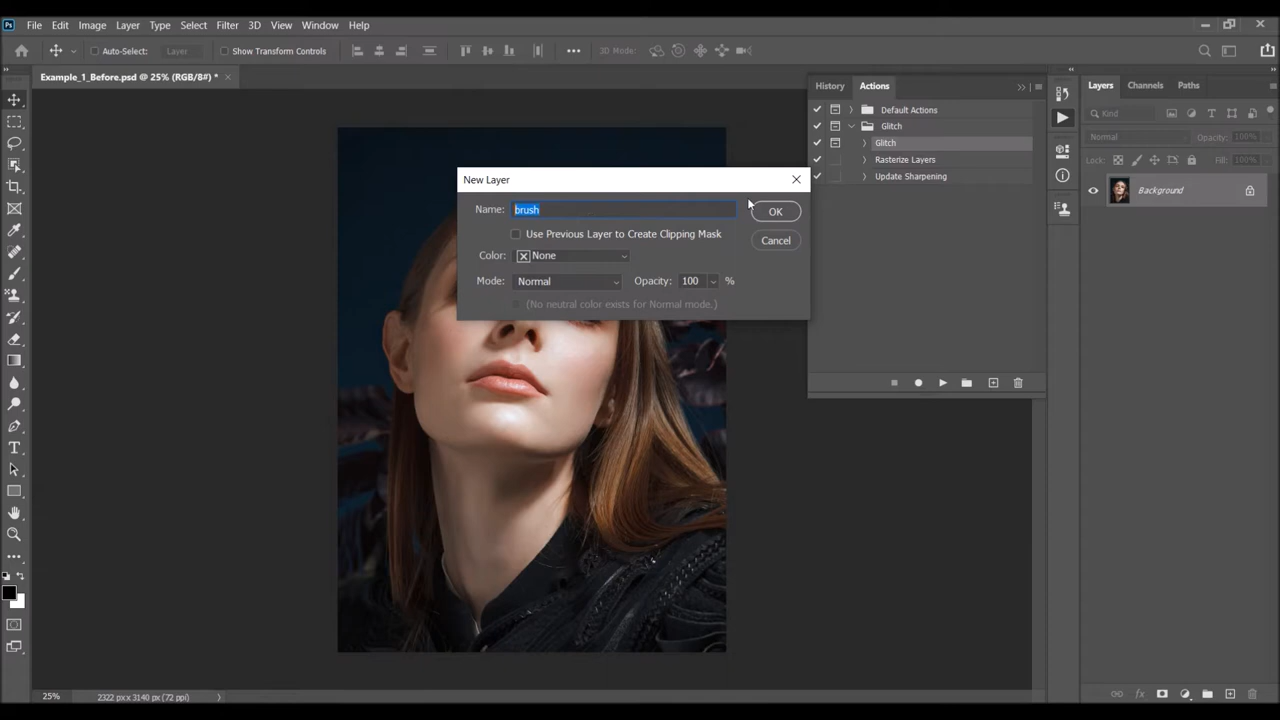 Ps File Edit Image Layer Type Select Filter 3D View Window Help
Auto-Select: Layer Show Transform Controls 3D Mode:
Example_1_Before.psd @ 25% (RGB/8#) *
History Actions
Default Actions
Glitch
Glitch
Rasterize Layers
Update Sharpening
Layers Channels Paths
Kind
Normal Opacity: 100%
Lock: Fill: 100%
Background
New Layer
Name: brush OK
Use Previous Layer to Create Clipping Mask
Cancel
Color: None
Mode: Normal Opacity: 100 %
(No neutral color exists for Normal mode.)
25% 2322 px x 3140 px (72 ppi)